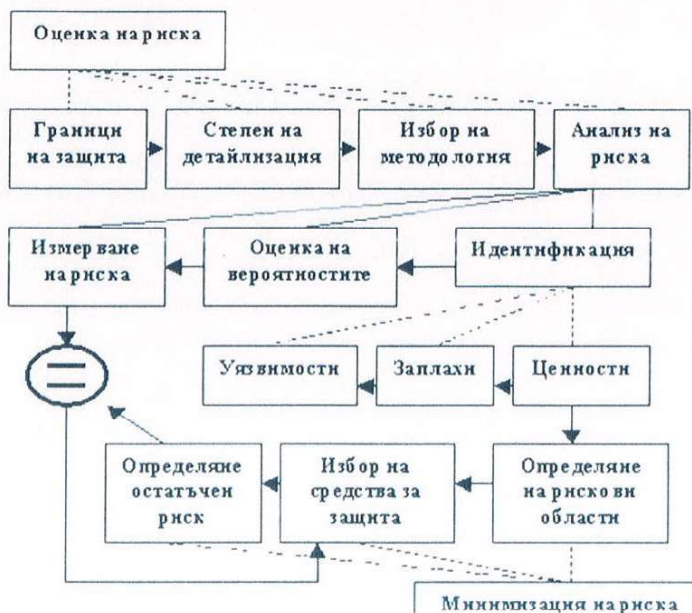 Оценка на риска
Граници
на защита
Степен на
детайлизация
Избор на
методология
Анализ на
риска
Измерване
на риска
Оценка на
вероятностите
Идентификация
Уязвимости
Заплахи
Ценности
Определяне
остатъчен
риск
Избор на
средства за
защита
Определяне
на рискови
области
Минимизация на риска